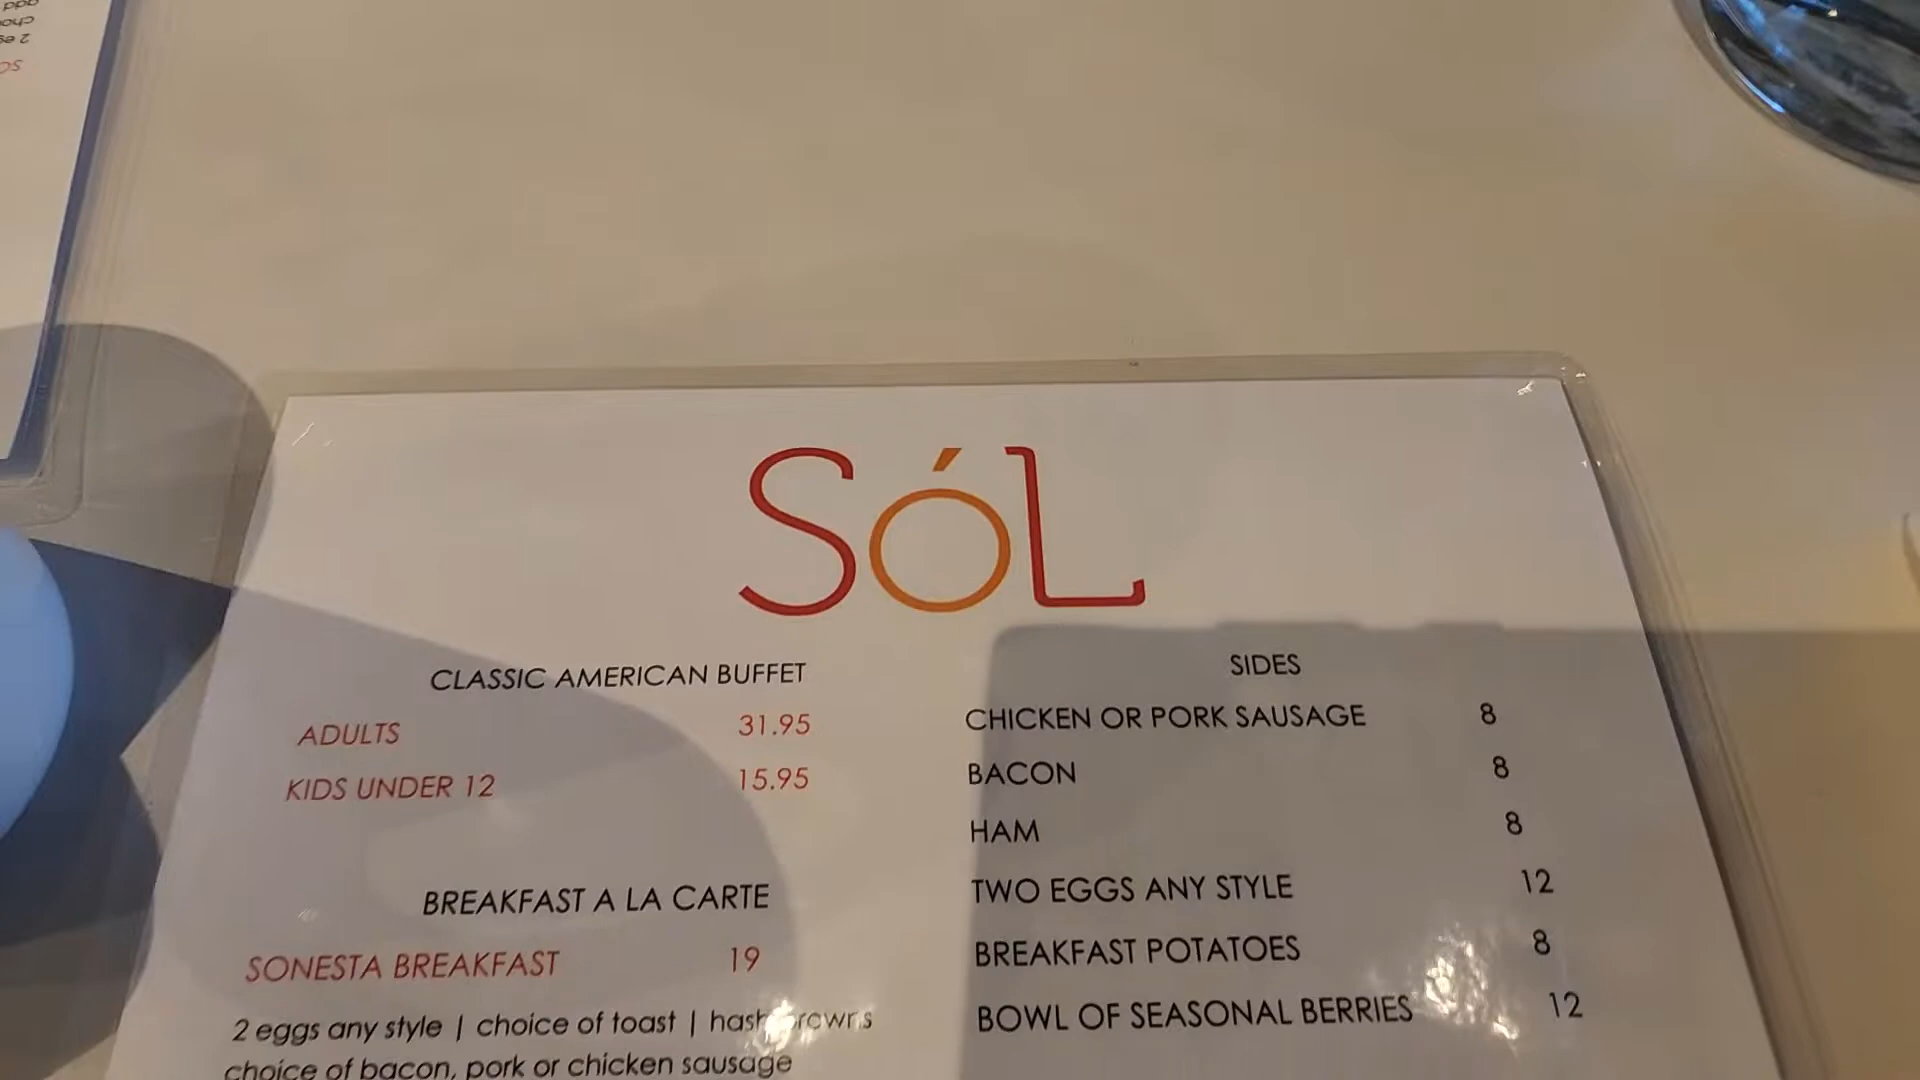 SóL
CLASSIC AMERICAN BUFFET
ADULTS 31.95
KIDS UNDER 12 15.95
BREAKFAST A LA CARTE
SONESTA BREAKFAST 19
2 eggs any style | choice of toast | hash browns
choice of bacon, pork or chicken sausage
SIDES
CHICKEN OR PORK SAUSAGE 8
BACON 8
HAM 8
TWO EGGS ANY STYLE 12
BREAKFAST POTATOES 8
BOWL OF SEASONAL BERRIES 12